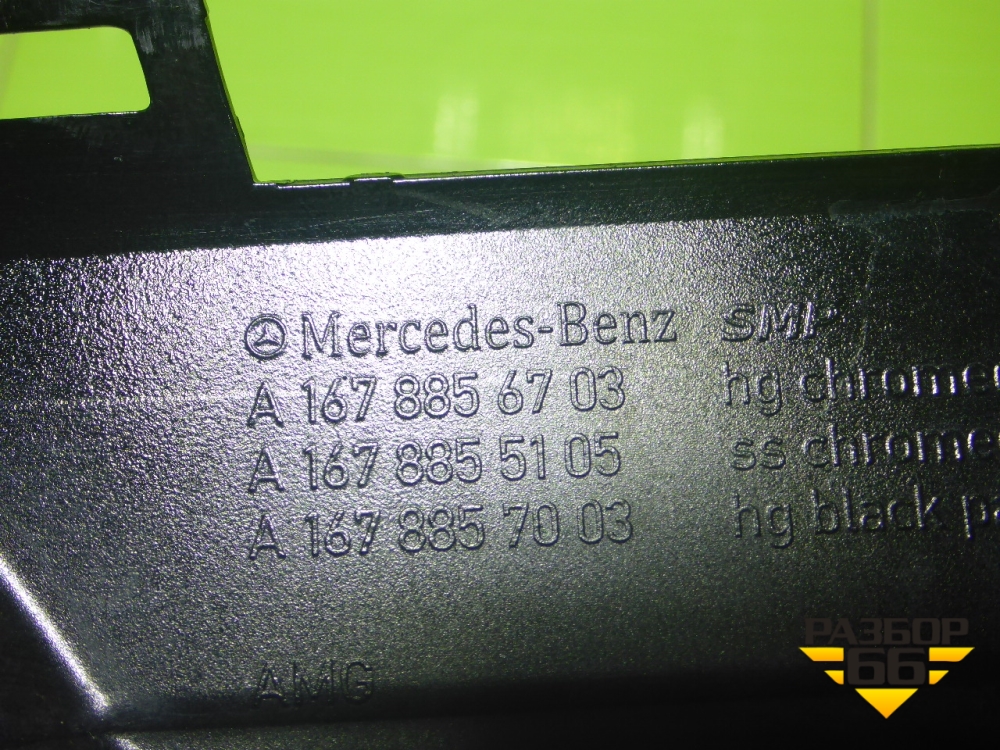 Mercedes-Benz SMP
A 167 885 67 03 hg chrome
A 167 885 51 05 ss chrome
A 167 885 70 03 hg black
AMG
РАЗБОР
66